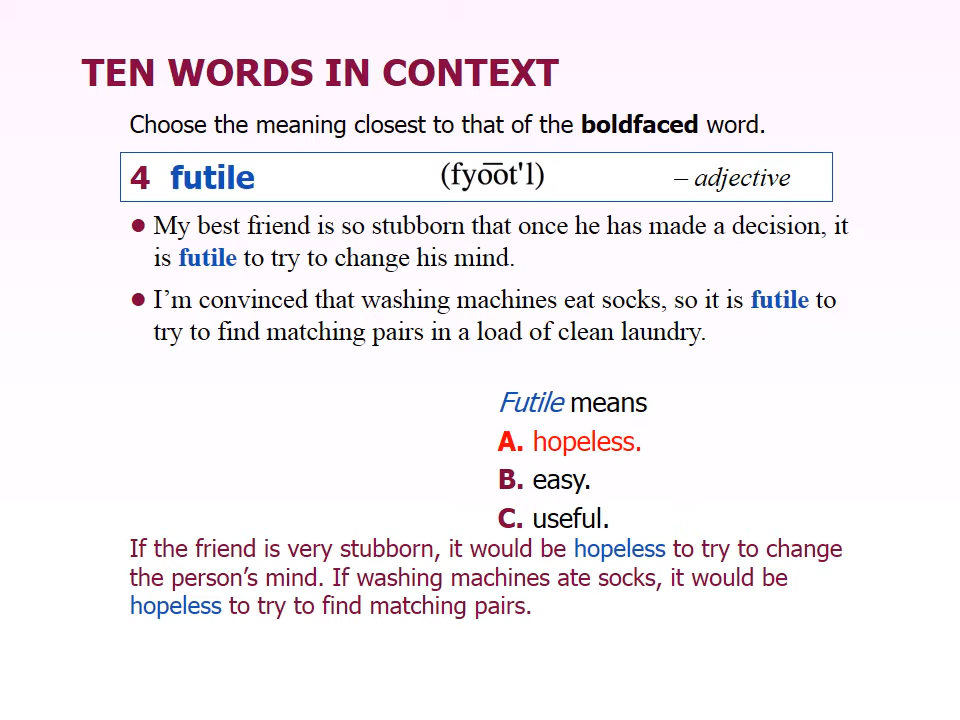 TEN WORDS IN CONTEXT
Choose the meaning closest to that of the boldfaced word.
4 futile (fyo͞ot'l) – adjective
● My best friend is so stubborn that once he has made a decision, it
is futile to try to change his mind.
● I’m convinced that washing machines eat socks, so it is futile to
try to find matching pairs in a load of clean laundry.
Futile means
A. hopeless.
B. easy.
C. useful.
If the friend is very stubborn, it would be hopeless to try to change
the person’s mind. If washing machines ate socks, it would be
hopeless to try to find matching pairs.